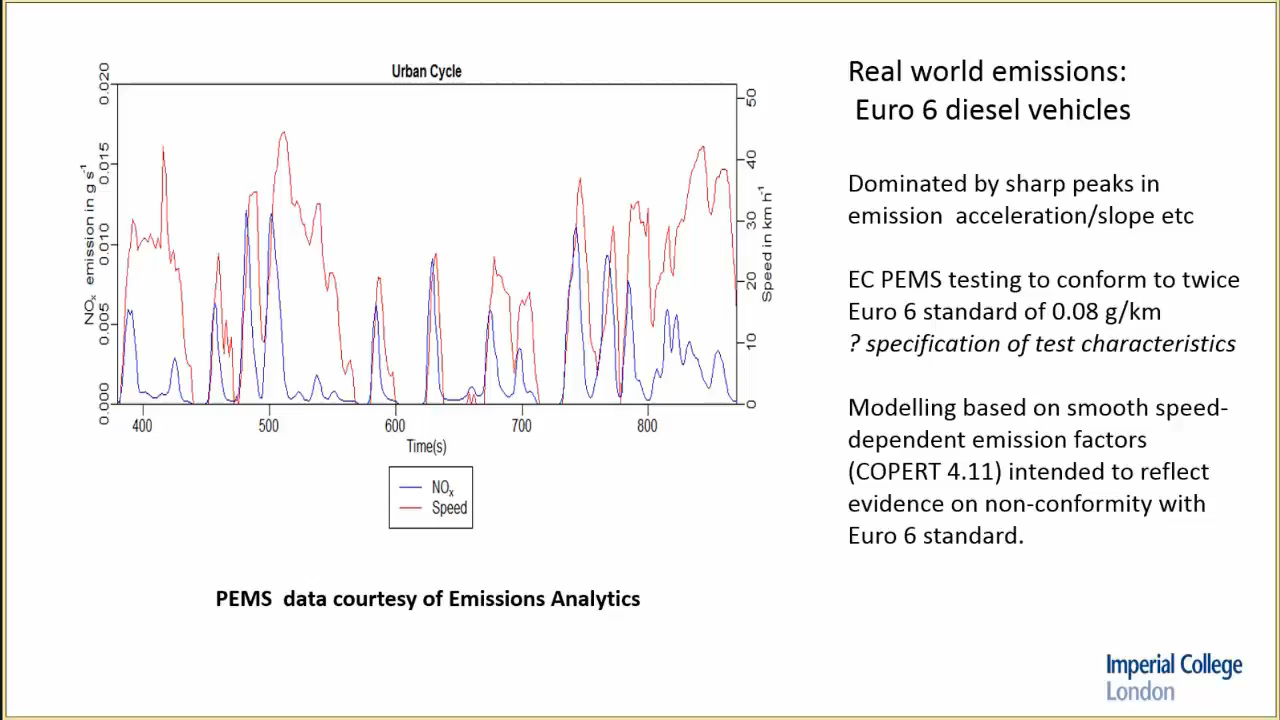 Urban Cycle
0.020
0.015
0.010
0.005
0.000
NOx emission in g s-1
50
40
30
20
10
0
Speed in km h-1
400
500
600
700
800
Time(s)
NOx
Speed
PEMS data courtesy of Emissions Analytics
Real world emissions:
Euro 6 diesel vehicles
Dominated by sharp peaks in
emission acceleration/slope etc
EC PEMS testing to conform to twice
Euro 6 standard of 0.08 g/km
? specification of test characteristics
Modelling based on smooth speed-
dependent emission factors
(COPERT 4.11) intended to reflect
evidence on non-conformity with
Euro 6 standard.
Imperial College
London